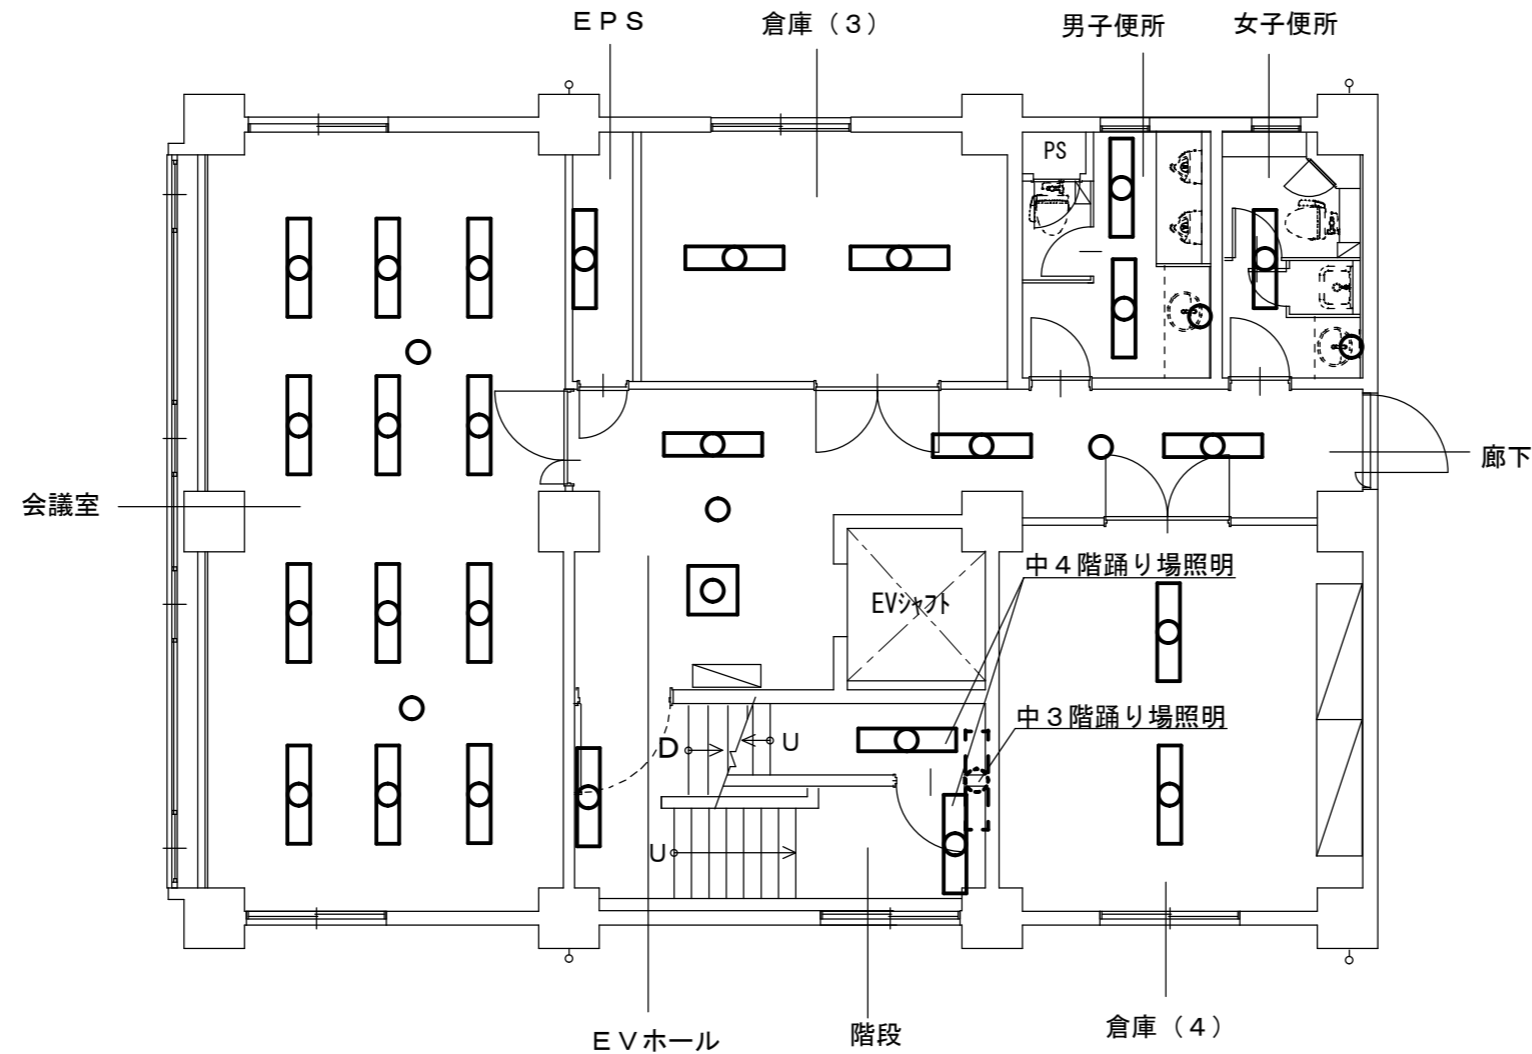 ＥＰＳ
倉庫（３）
男子便所
女子便所
PS
廊下
会議室
中４階踊り場照明
EVシャフト
中３階踊り場照明
D
U
U
ＥＶホール
階段
倉庫（４）